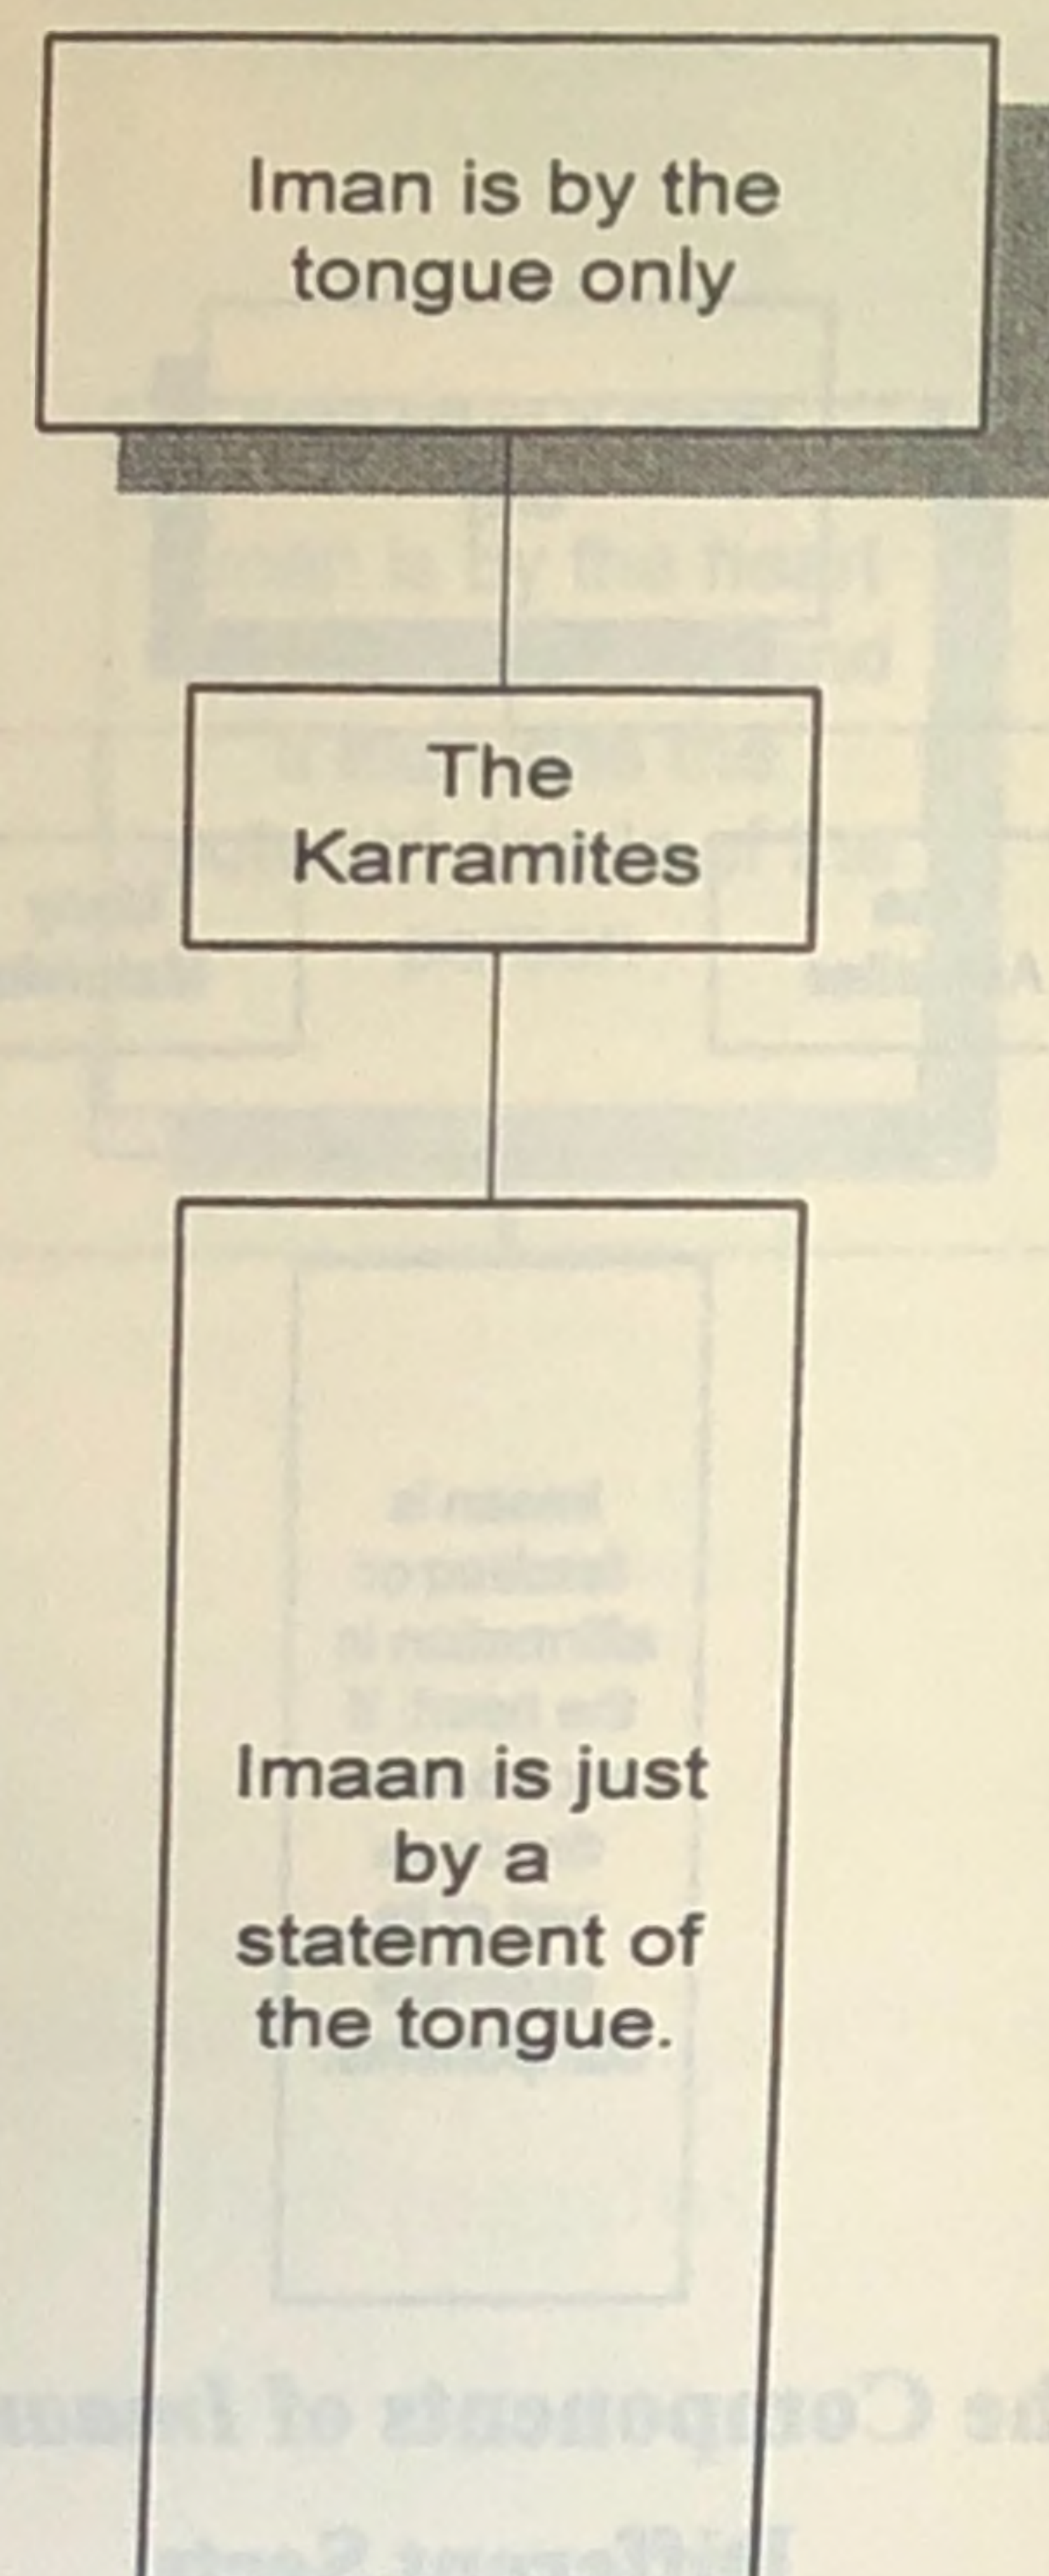 Iman is by the
tongue only
The
Karramites
Imaan is just
by a
statement of
the tongue.